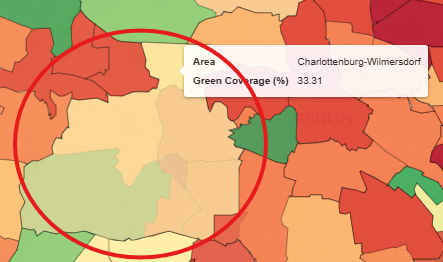 Area Charlottenburg-Wilmersdorf
Green Coverage (%) 33.31
BERLIN